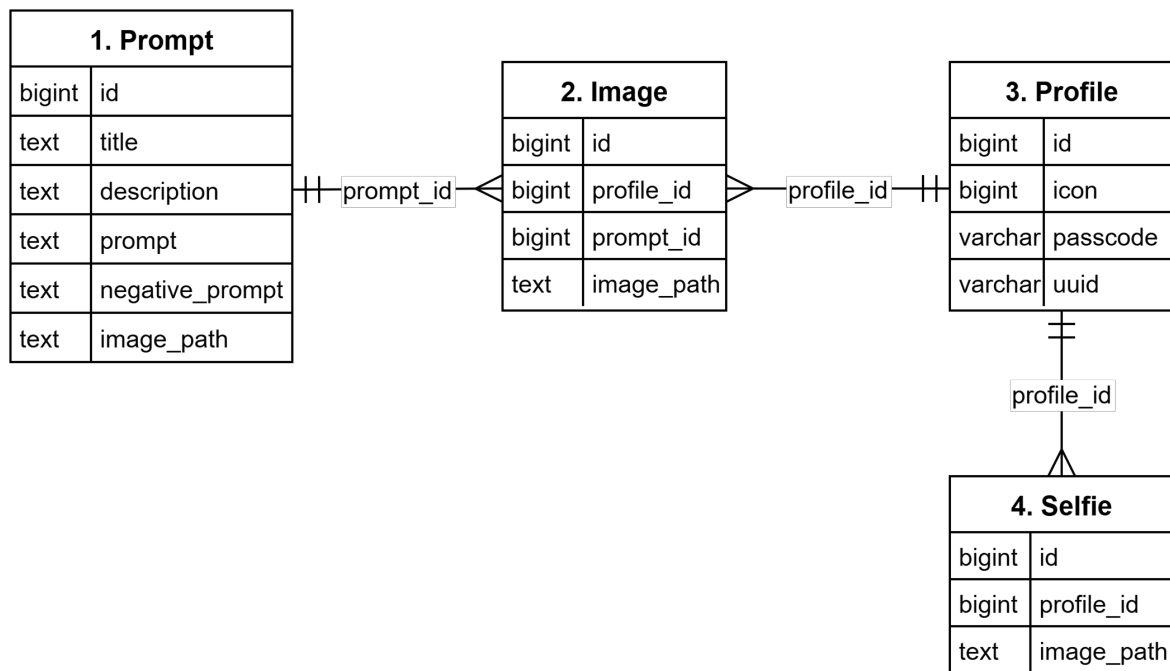 1. Prompt
bigint id
text title
text description
text prompt
text negative_prompt
text image_path
prompt_id
2. Image
bigint id
bigint profile_id
bigint prompt_id
text image_path
profile_id
3. Profile
bigint id
bigint icon
varchar passcode
varchar uuid
profile_id
4. Selfie
bigint id
bigint profile_id
text image_path